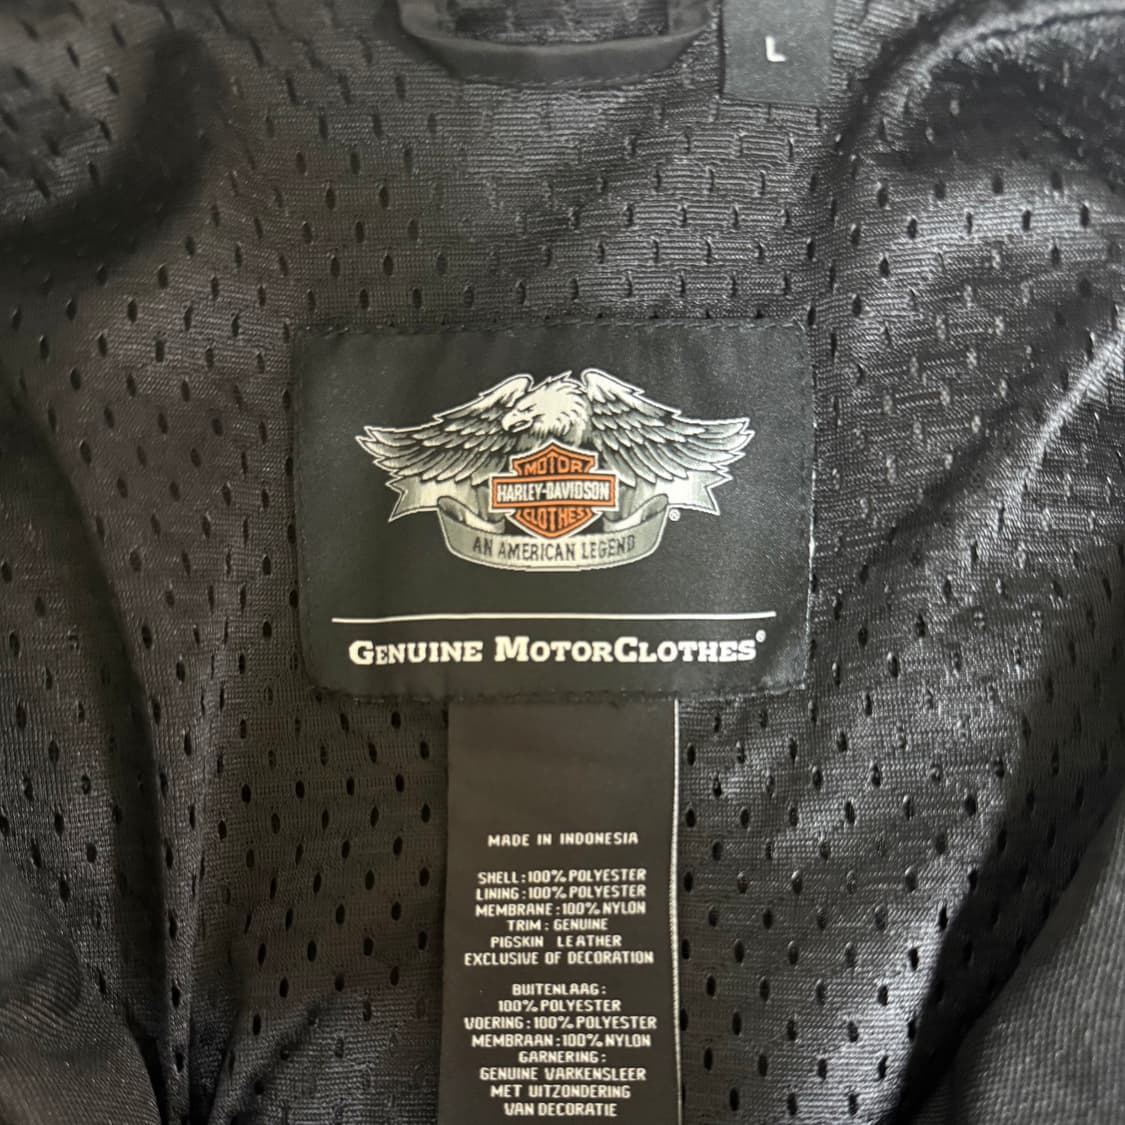 L
MOTOR
HARLEY-DAVIDSON
CLOTHES
®
AN AMERICAN LEGEND
GENUINE MOTORCLOTHES®
MADE IN INDONESIA
SHELL:100% POLYESTER
LINING:100% POLYESTER
MEMBRANE:100% NYLON
TRIM: GENUINE
PIGSKIN LEATHER
EXCLUSIVE OF DECORATION
BUITENLAAG:
100% POLYESTER
VOERING:100% POLYESTER
MEMBRAAN:100% NYLON
GARNERING:
GENUINE VARKENSLEER
MET UITZONDERING
VAN DECORATIE